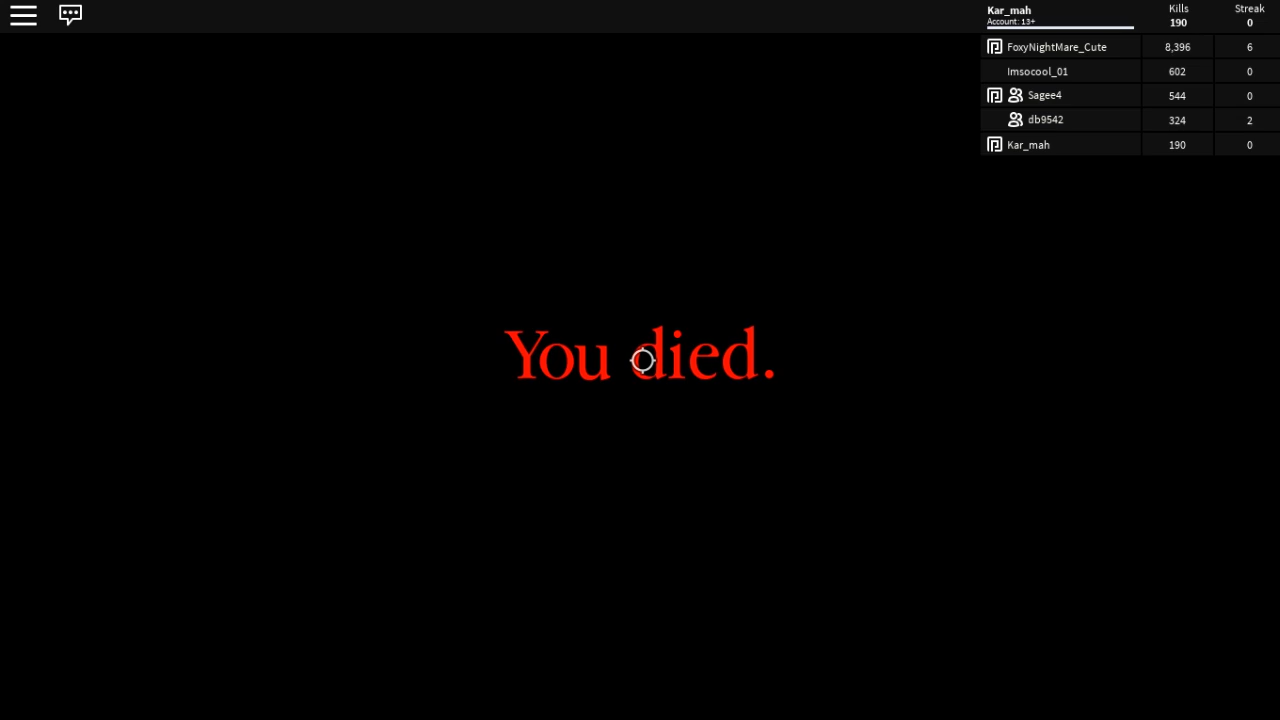 Kar_mah Kills Streak
Account: 13+ 190 0
FoxyNightMare_Cute 8,396 6
Imsocool_01 602 0
Sagee4 544 0
db9542 324 2
Kar_mah 190 0
You died.